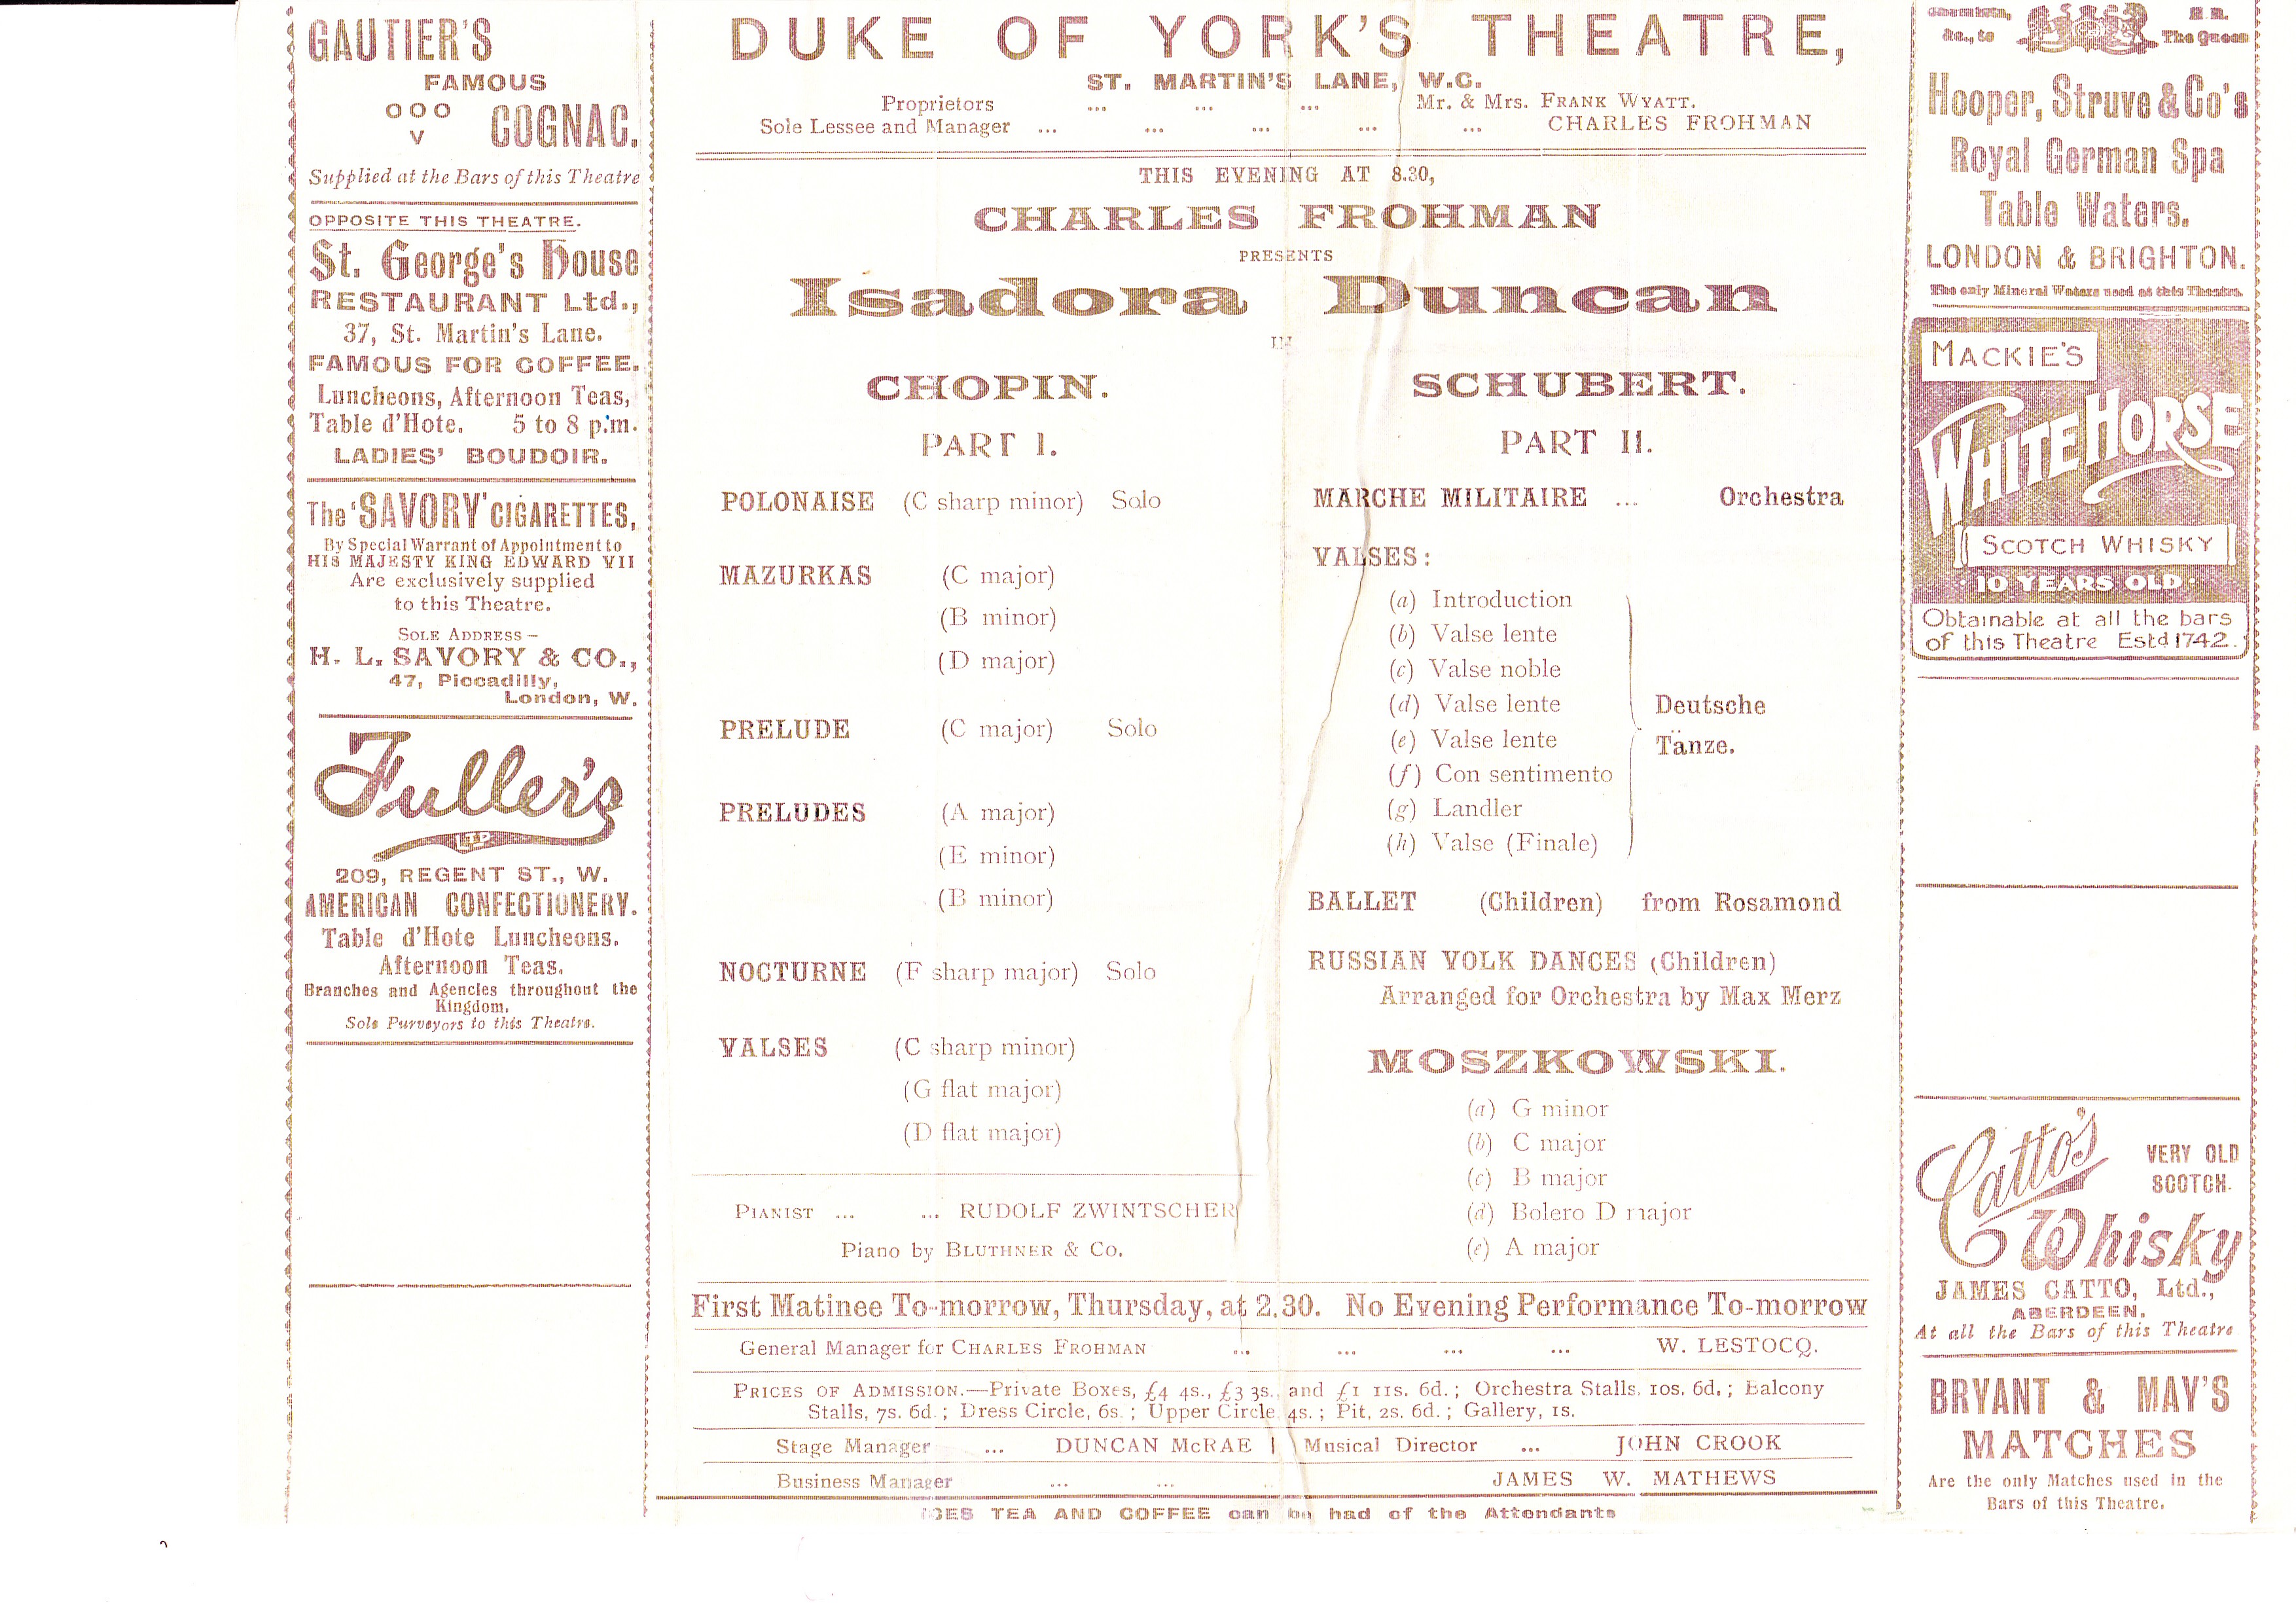 GAUTIER'S
FAMOUS
OOO
V
COGNAC.
Supplied at the Bars of this Theatre
OPPOSITE THIS THEATRE.
St. George's House
RESTAURANT Ltd.,
37, St. Martin's Lane.
FAMOUS FOR COFFEE.
Luncheons, Afternoon Teas,
Table d'Hote. 5 to 8 p.m.
LADIES' BOUDOIR.
The 'SAVORY' CIGARETTES,
By Special Warrant of Appointment to
HIS MAJESTY KING EDWARD VII
Are exclusively supplied
to this Theatre.
SOLE ADDRESS –
H. L. SAVORY & CO.,
47, Piccadilly,
London, W.
Fuller's
LTD
209, REGENT ST., W.
AMERICAN CONFECTIONERY.
Table d'Hote Luncheons.
Afternoon Teas.
Branches and Agencies throughout the
Kingdom.
Sole Purveyors to this Theatre.
DUKE OF YORK'S THEATRE,
ST. MARTIN'S LANE, W.C.
Proprietors ... ... ... Mr. & Mrs. FRANK WYATT.
Sole Lessee and Manager ... ... ... ... ... CHARLES FROHMAN
THIS EVENING AT 8.30,
CHARLES FROHMAN
PRESENTS
Isadora Duncan
IN
CHOPIN.
PART I.
POLONAISE (C sharp minor) Solo
MAZURKAS (C major)
(B minor)
(D major)
PRELUDE (C major) Solo
PRELUDES (A major)
(E minor)
(B minor)
NOCTURNE (F sharp major) Solo
VALSES (C sharp minor)
(G flat major)
(D flat major)
PIANIST ... ... RUDOLF ZWINTSCHER
Piano by BLUTHNER & Co.
SCHUBERT.
PART II.
MARCHE MILITAIRE ... Orchestra
VALSES:
(a) Introduction
(b) Valse lente
(c) Valse noble
(d) Valse lente
(e) Valse lente
(f) Con sentimento
(g) Landler
(h) Valse (Finale)
Deutsche
Tänze.
BALLET (Children) from Rosamond
RUSSIAN VOLK DANCES (Children)
Arranged for Orchestra by Max Merz
MOSZKOWSKI.
(a) G minor
(b) C major
(c) B major
(d) Bolero D major
(e) A major
First Matinee To-morrow, Thursday, at 2.30. No Evening Performance To-morrow
General Manager for CHARLES FROHMAN ... ... ... ... W. LESTOCQ.
PRICES OF ADMISSION.—Private Boxes, £4 4s., £3 3s., and £1 11s. 6d.; Orchestra Stalls, 10s. 6d.; Balcony
Stalls, 7s. 6d.; Dress Circle, 6s.; Upper Circle, 4s.; Pit, 2s. 6d.; Gallery, 1s.
Stage Manager ... DUNCAN McRAE | Musical Director ... JOHN CROOK
Business Manager ... ... JAMES W. MATHEWS
ICES TEA AND COFFEE can be had of the Attendants
&c., to
H.M.
The Queen
Hooper, Struve & Co's
Royal German Spa
Table Waters.
LONDON & BRIGHTON.
The only Mineral Waters used at this Theatre.
MACKIE'S
WHITE HORSE
SCOTCH WHISKY
· 10 YEARS OLD ·
Obtainable at all the bars
of this Theatre Estd 1742.
Catto's
VERY OLD
SCOTCH.
Whisky
JAMES CATTO, Ltd.,
ABERDEEN.
At all the Bars of this Theatre
BRYANT & MAY'S
MATCHES
Are the only Matches used in the
Bars of this Theatre.